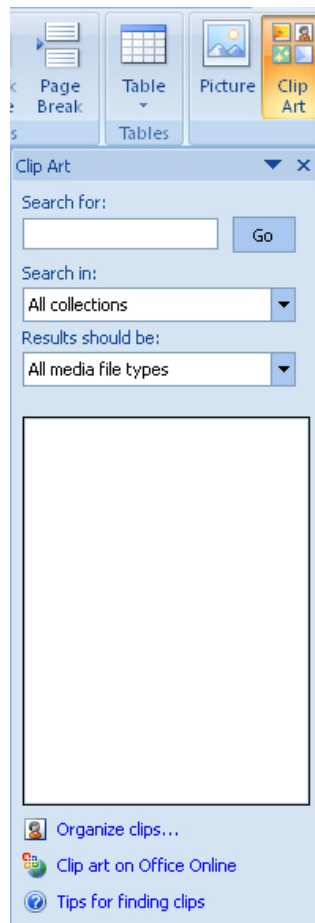 Page
Break
Table
Picture
Clip
Art
s
Tables
Clip Art
Search for:
Go
Search in:
All collections
Results should be:
All media file types
Organize clips...
Clip art on Office Online
Tips for finding clips